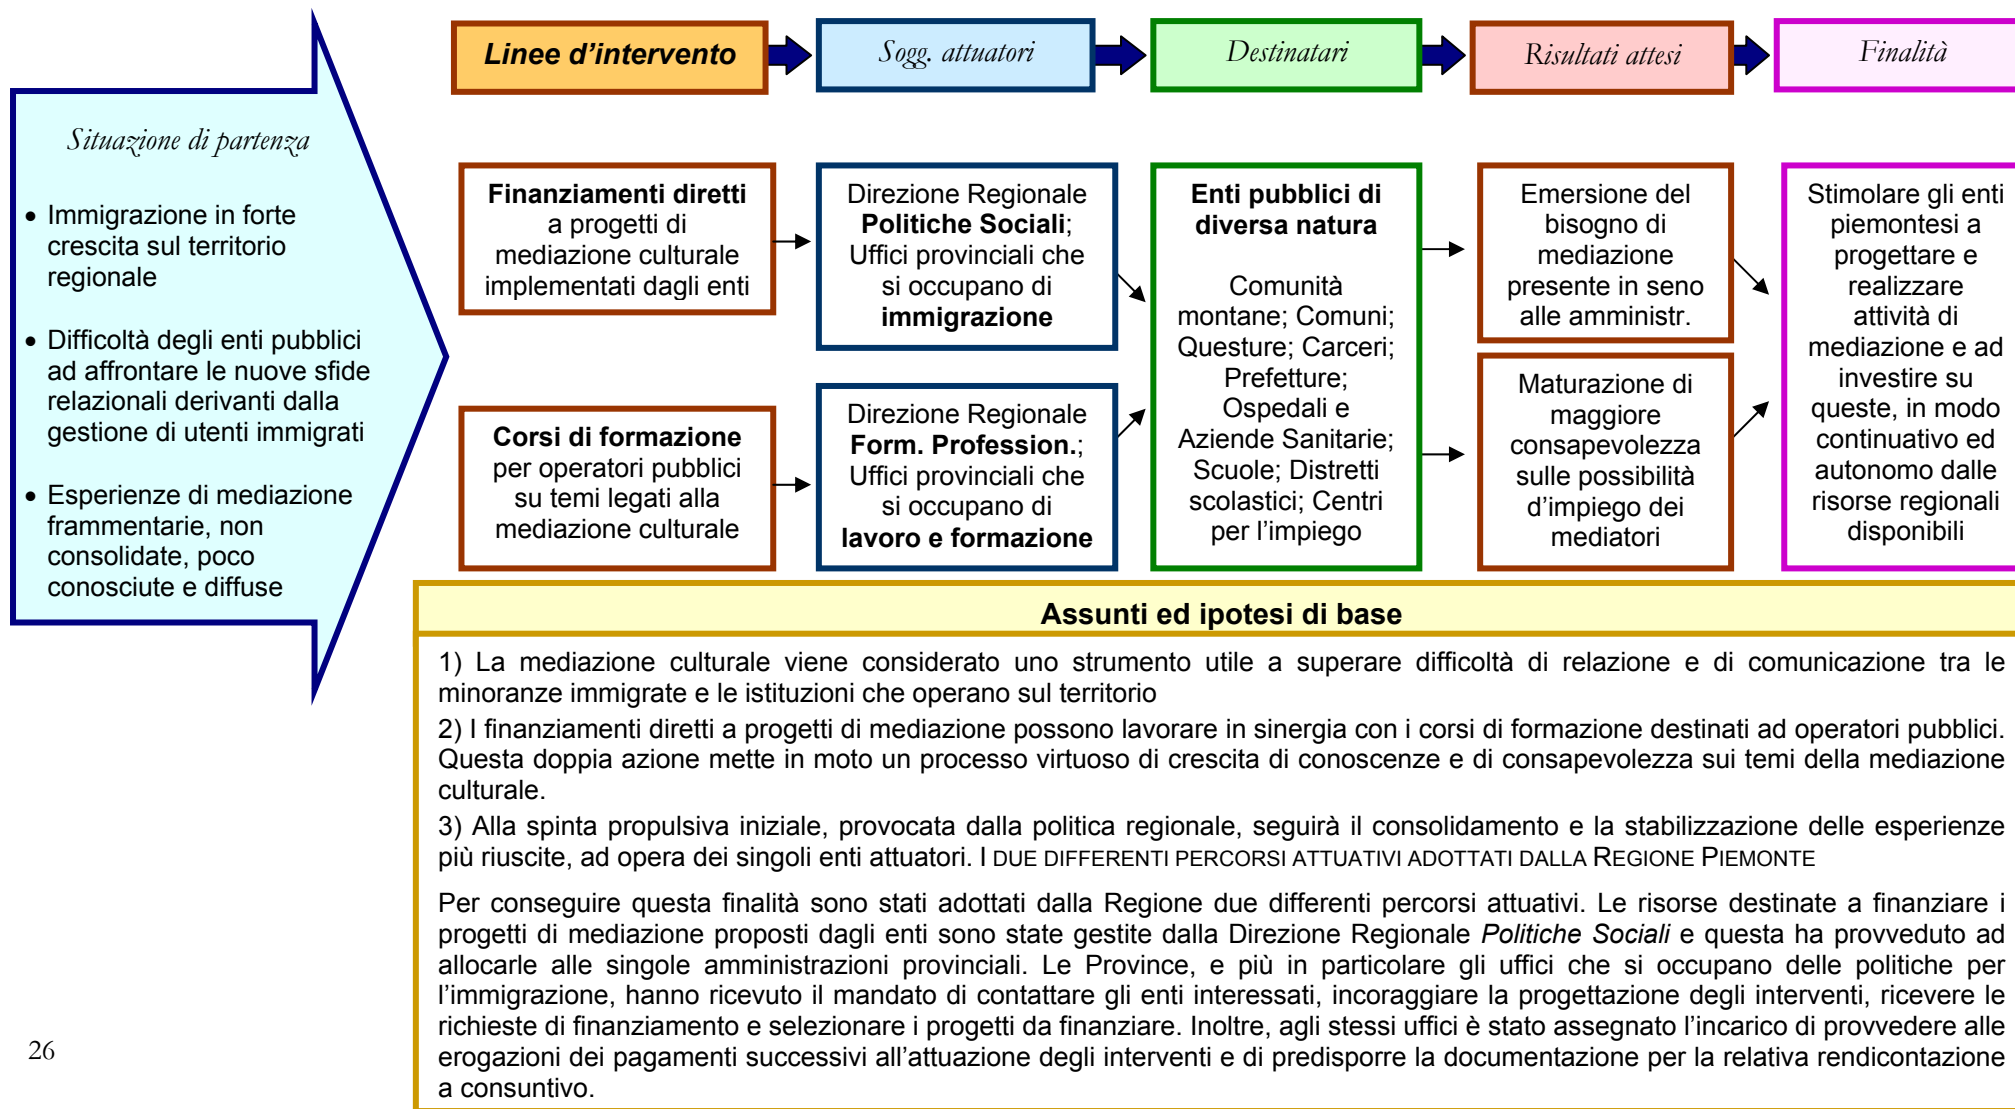 Linee d'intervento
Sogg. attuatori
Destinatari
Risultati attesi
Finalità
Situazione di partenza
• Immigrazione in forte
crescita sul territorio
regionale
• Difficoltà degli enti pubblici
ad affrontare le nuove sfide
relazionali derivanti dalla
gestione di utenti immigrati
• Esperienze di mediazione
frammentarie, non
consolidate, poco
conosciute e diffuse
Finanziamenti diretti
a progetti di
mediazione culturale
implementati dagli enti
Corsi di formazione
per operatori pubblici
su temi legati alla
mediazione culturale
Direzione Regionale
Politiche Sociali;
Uffici provinciali che
si occupano di
immigrazione
Direzione Regionale
Form. Profession.;
Uffici provinciali che
si occupano di
lavoro e formazione
Enti pubblici di
diversa natura
Comunità
montane; Comuni;
Questure; Carceri;
Prefetture;
Ospedali e
Aziende Sanitarie;
Scuole; Distretti
scolastici; Centri
per l'impiego
Emersione del
bisogno di
mediazione
presente in seno
alle amministr.
Maturazione di
maggiore
consapevolezza
sulle possibilità
d'impiego dei
mediatori
Stimolare gli enti
piemontesi a
progettare e
realizzare
attività di
mediazione e ad
investire su
queste, in modo
continuativo ed
autonomo dalle
risorse regionali
disponibili
Assunti ed ipotesi di base
1) La mediazione culturale viene considerato uno strumento utile a superare difficoltà di relazione e di comunicazione tra le
minoranze immigrate e le istituzioni che operano sul territorio
2) I finanziamenti diretti a progetti di mediazione possono lavorare in sinergia con i corsi di formazione destinati ad operatori pubblici.
Questa doppia azione mette in moto un processo virtuoso di crescita di conoscenze e di consapevolezza sui temi della mediazione
culturale.
3) Alla spinta propulsiva iniziale, provocata dalla politica regionale, seguirà il consolidamento e la stabilizzazione delle esperienze
più riuscite, ad opera dei singoli enti attuatori. I DUE DIFFERENTI PERCORSI ATTUATIVI ADOTTATI DALLA REGIONE PIEMONTE
Per conseguire questa finalità sono stati adottati dalla Regione due differenti percorsi attuativi. Le risorse destinate a finanziare i
progetti di mediazione proposti dagli enti sono state gestite dalla Direzione Regionale Politiche Sociali e questa ha provveduto ad
allocarle alle singole amministrazioni provinciali. Le Province, e più in particolare gli uffici che si occupano delle politiche per
l'immigrazione, hanno ricevuto il mandato di contattare gli enti interessati, incoraggiare la progettazione degli interventi, ricevere le
richieste di finanziamento e selezionare i progetti da finanziare. Inoltre, agli stessi uffici è stato assegnato l'incarico di provvedere alle
erogazioni dei pagamenti successivi all'attuazione degli interventi e di predisporre la documentazione per la relativa rendicontazione
a consuntivo.
26